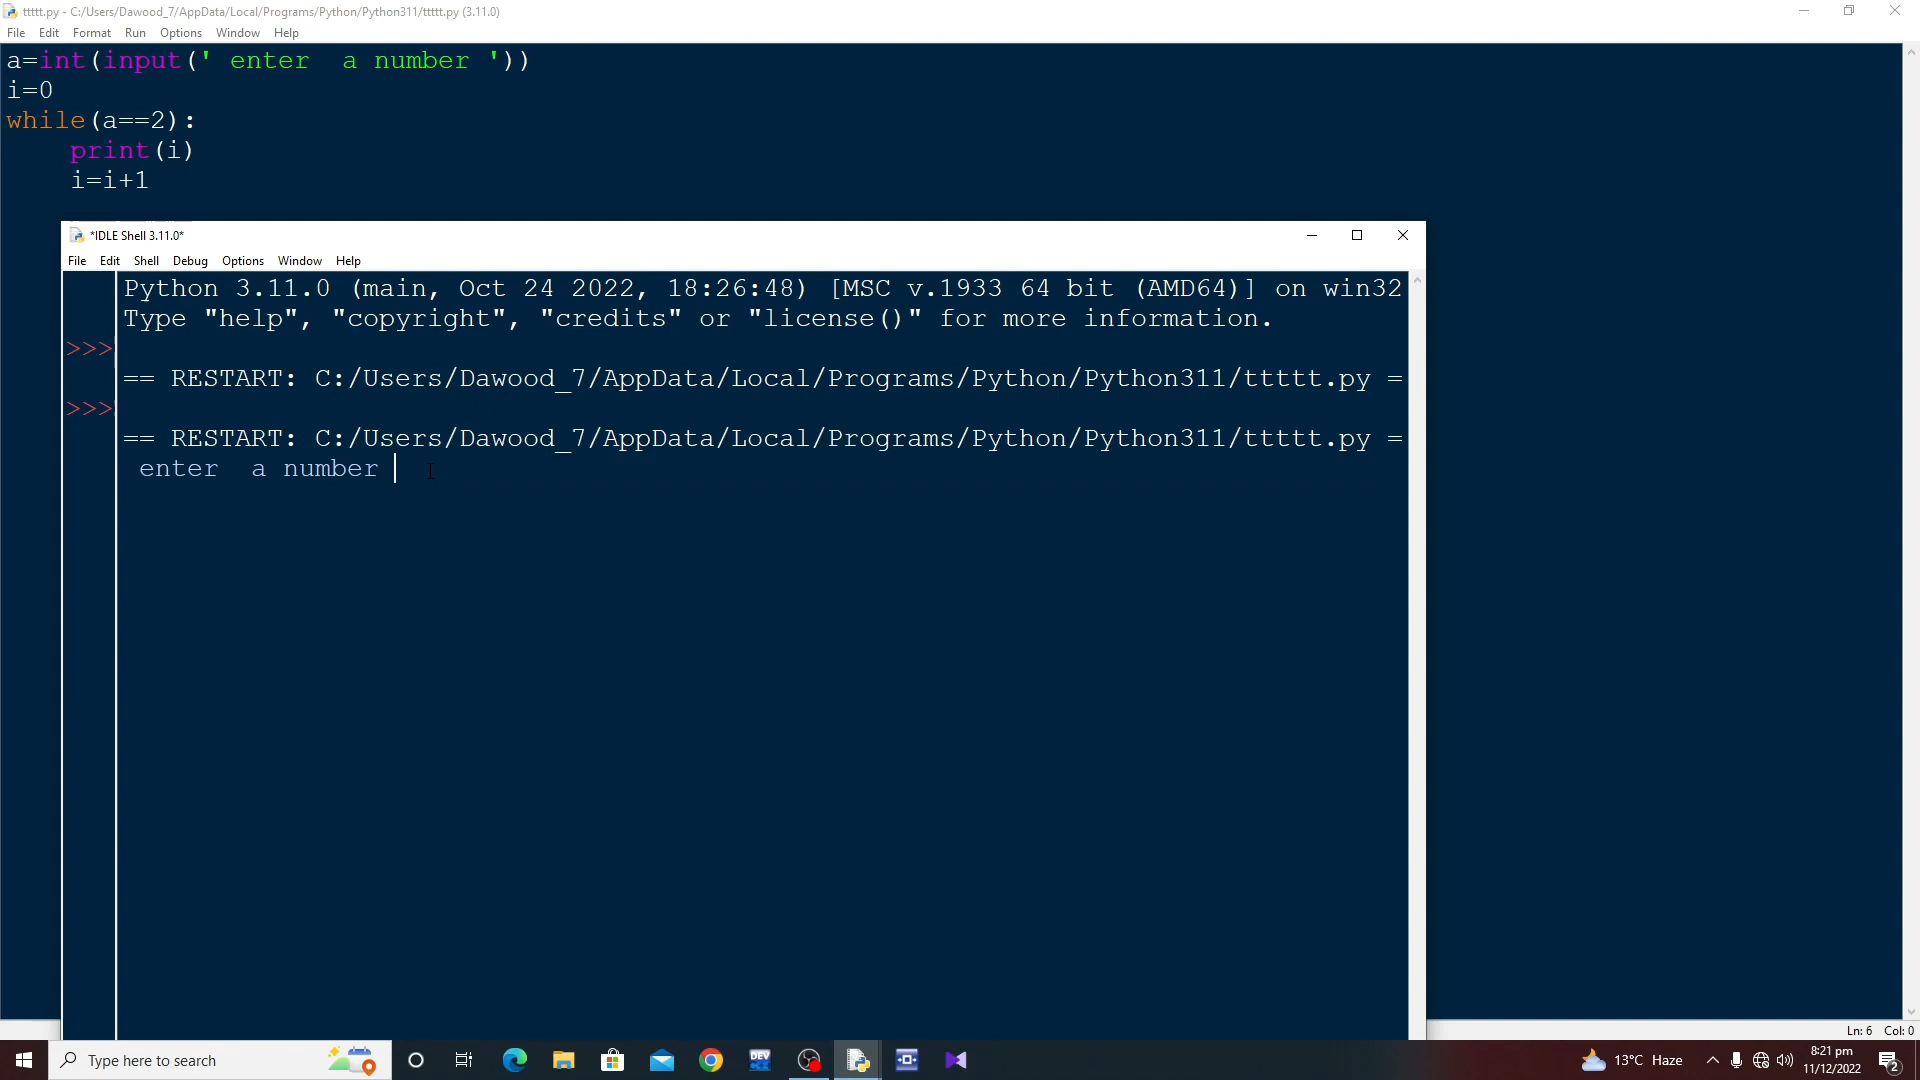 ttttt.py - C:/Users/Dawood_7/AppData/Local/Programs/Python/Python311/ttttt.py (3.11.0)
File Edit Format Run Options Window Help
a=int(input(' enter  a number '))
i=0
while(a==2):
    print(i)
    i=i+1
*IDLE Shell 3.11.0*
File Edit Shell Debug Options Window Help
Python 3.11.0 (main, Oct 24 2022, 18:26:48) [MSC v.1933 64 bit (AMD64)] on win32
Type "help", "copyright", "credits" or "license()" for more information.
>>>
== RESTART: C:/Users/Dawood_7/AppData/Local/Programs/Python/Python311/ttttt.py =
>>>
== RESTART: C:/Users/Dawood_7/AppData/Local/Programs/Python/Python311/ttttt.py =
 enter  a number
Ln: 6 Col: 0
Type here to search
DEV
13°C Haze
8:21 pm
11/12/2022
2